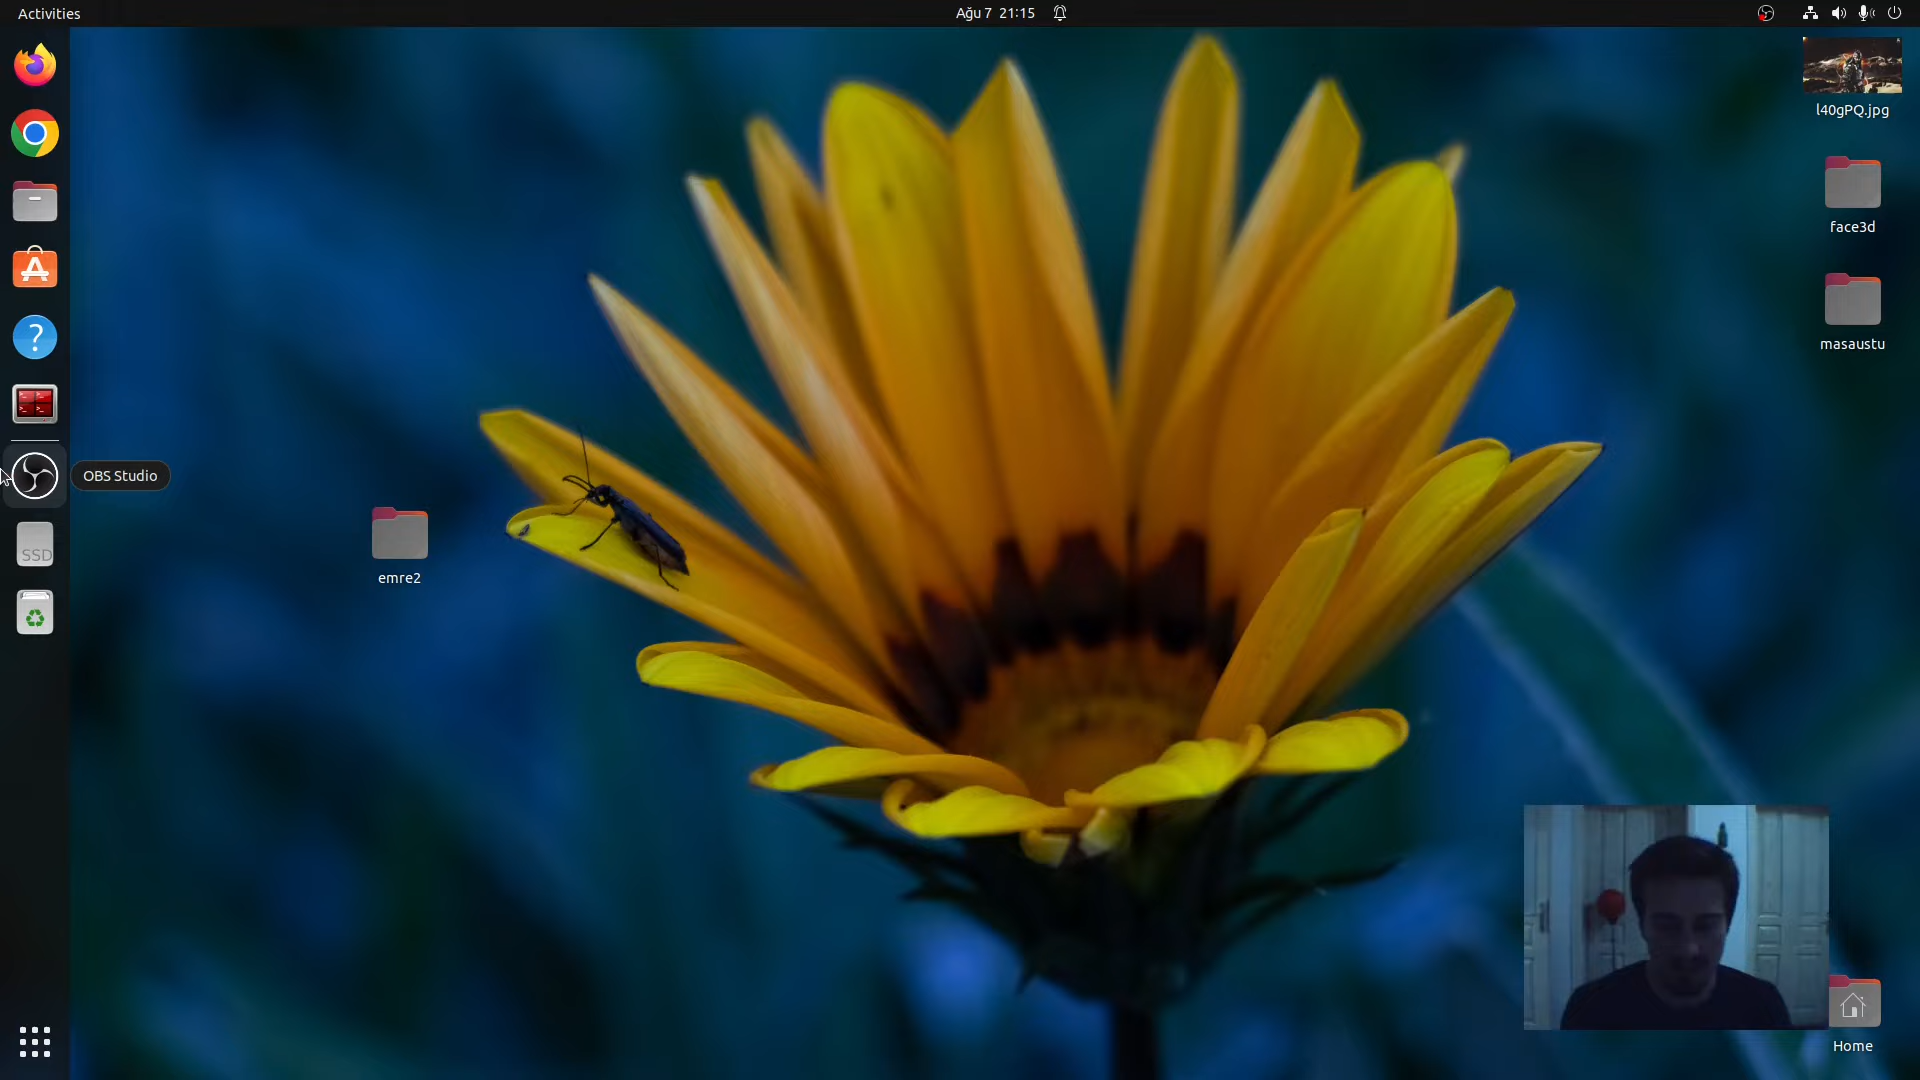 Activities
Ağu 7 21:15
l40gPQ.jpg
face3d
masaustu
OBS Studio
SSD
emre2
Home